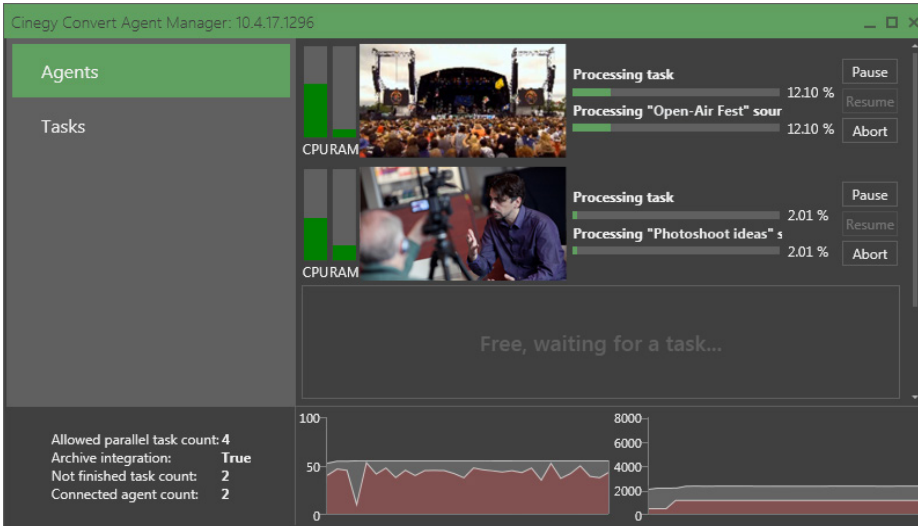 Cinegy Convert Agent Manager: 10.4.17.1296
Agents
Tasks
CPU RAM
Processing task
12.10 %
Processing "Open-Air Fest" sour
12.10 %
Pause
Resume
Abort
CPU RAM
Processing task
2.01 %
Processing "Photoshoot ideas" s
2.01 %
Pause
Resume
Abort
Free, waiting for a task...
Allowed parallel task count: 4
Archive integration: True
Not finished task count: 2
Connected agent count: 2
100
50
0
8000
6000
4000
2000
0